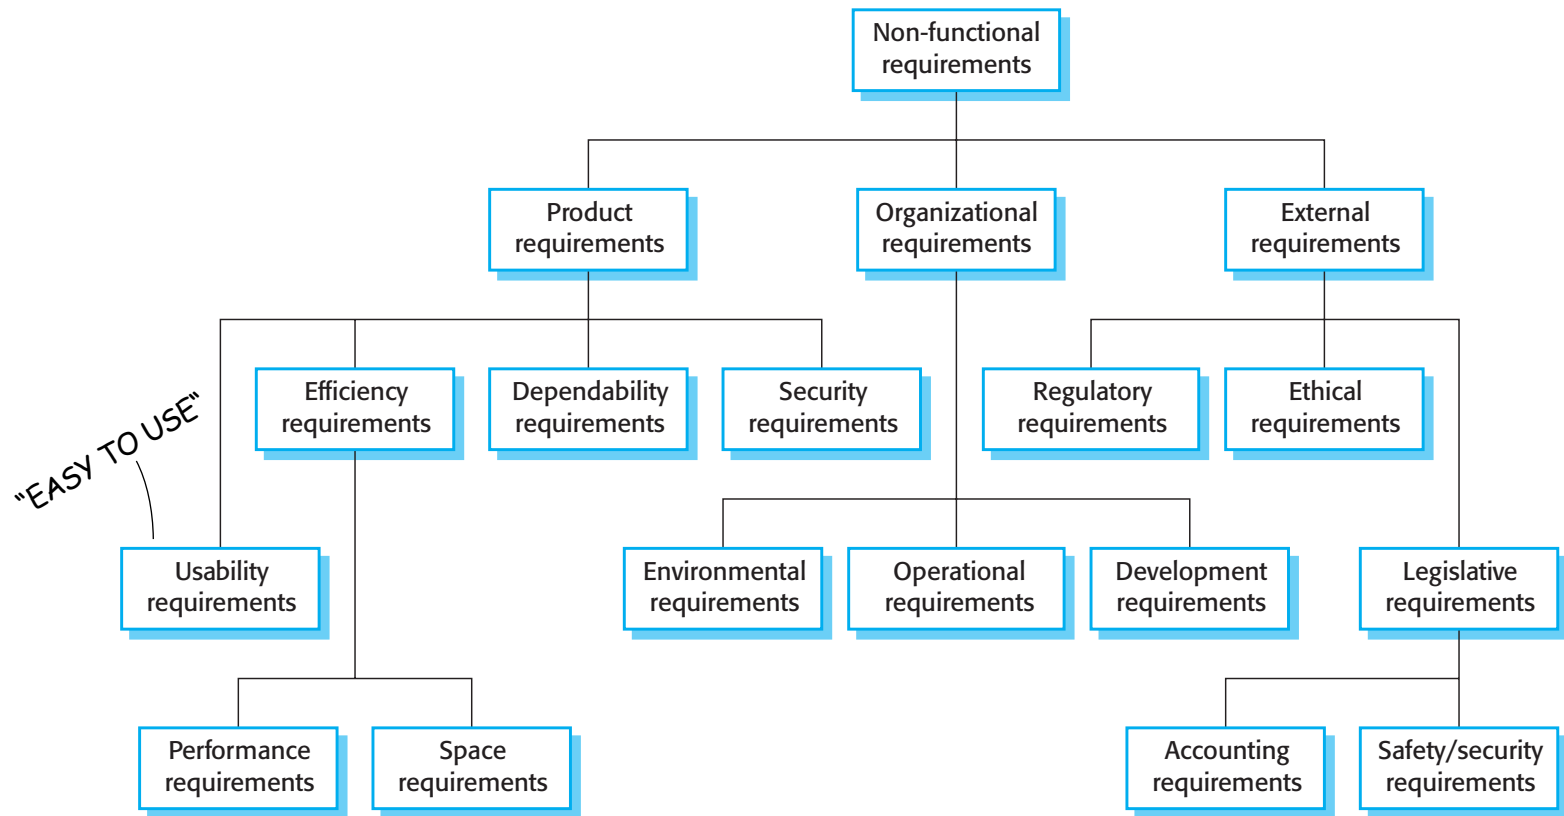 Non-functional
requirements
Product
requirements
Organizational
requirements
External
requirements
Efficiency
requirements
Dependability
requirements
Security
requirements
Regulatory
requirements
Ethical
requirements
"EASY TO USE"
Usability
requirements
Environmental
requirements
Operational
requirements
Development
requirements
Legislative
requirements
Performance
requirements
Space
requirements
Accounting
requirements
Safety/security
requirements